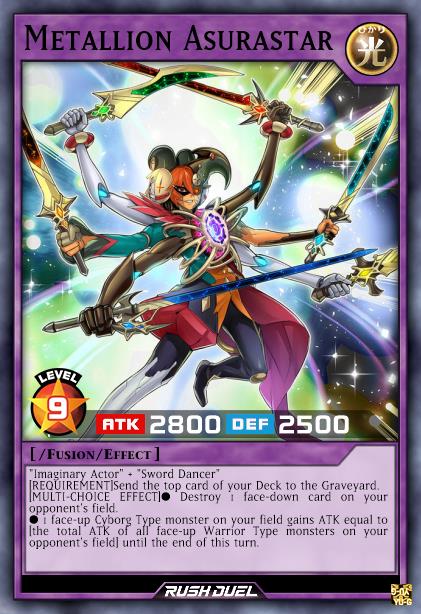 METALLION ASURASTAR
ひかり
光
LEVEL
9
ATK 2800 DEF 2500
[/FUSION/EFFECT]
"Imaginary Actor" + "Sword Dancer"
[REQUIREMENT]Send the top card of your Deck to the Graveyard.
[MULTI-CHOICE EFFECT]● Destroy 1 face-down card on your
opponent's field.
● 1 face-up Cyborg Type monster on your field gains ATK equal to
[the total ATK of all face-up Warrior Type monsters on your
opponent's field] until the end of this turn.
RUSH DUEL